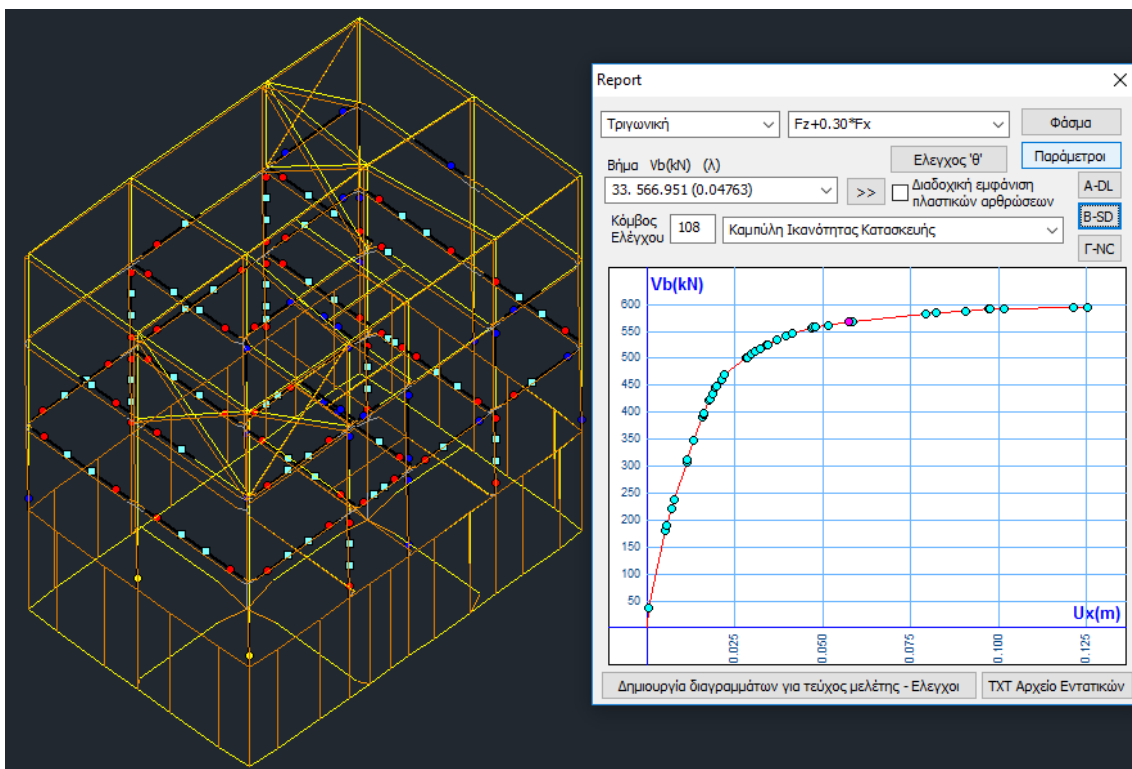 Report
Τριγωνική
Fz+0.30*Fx
Φάσμα
Βήμα Vb(kN) (λ)
Ελεγχος 'θ'
Παράμετροι
33. 566.951 (0.04763)
>>
Διαδοχική εμφάνιση
πλαστικών αρθρώσεων
A-DL
B-SD
Γ-NC
Κόμβος
Ελέγχου
108
Καμπύλη Ικανότητας Κατασκευής
Vb(kN)
600
550
500
450
400
350
300
250
200
150
100
50
Ux(m)
0.025
0.050
0.075
0.100
0.125
Δημιουργία διαγραμμάτων για τεύχος μελέτης - Ελεγχοι
TXT Αρχείο Εντατικών